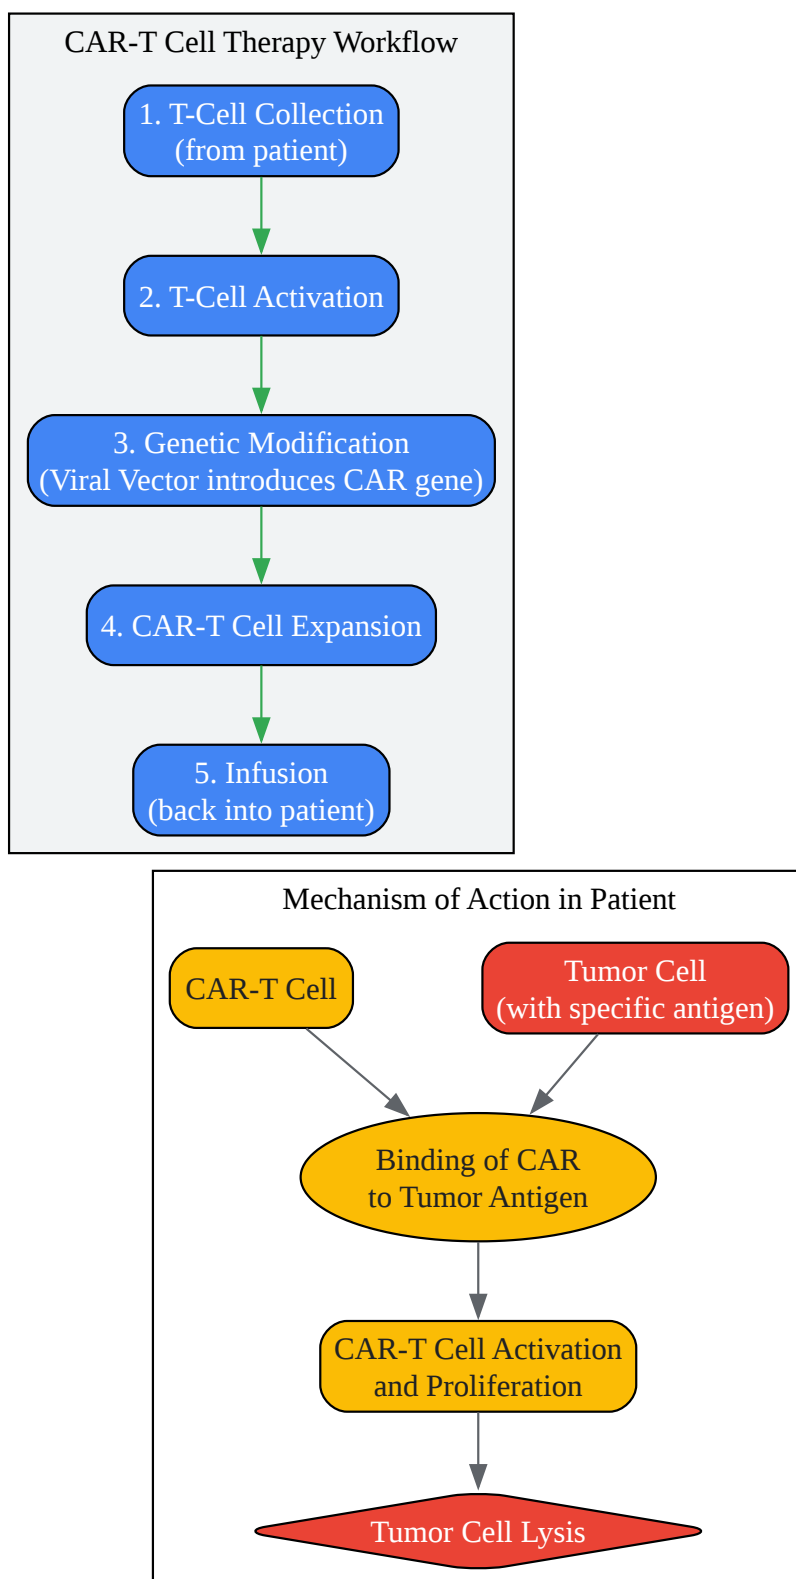 CAR-T Cell Therapy Workflow
1. T-Cell Collection
(from patient)
2. T-Cell Activation
3. Genetic Modification
(Viral Vector introduces CAR gene)
4. CAR-T Cell Expansion
5. Infusion
(back into patient)
Mechanism of Action in Patient
CAR-T Cell
Tumor Cell
(with specific antigen)
Binding of CAR
to Tumor Antigen
CAR-T Cell Activation
and Proliferation
Tumor Cell Lysis